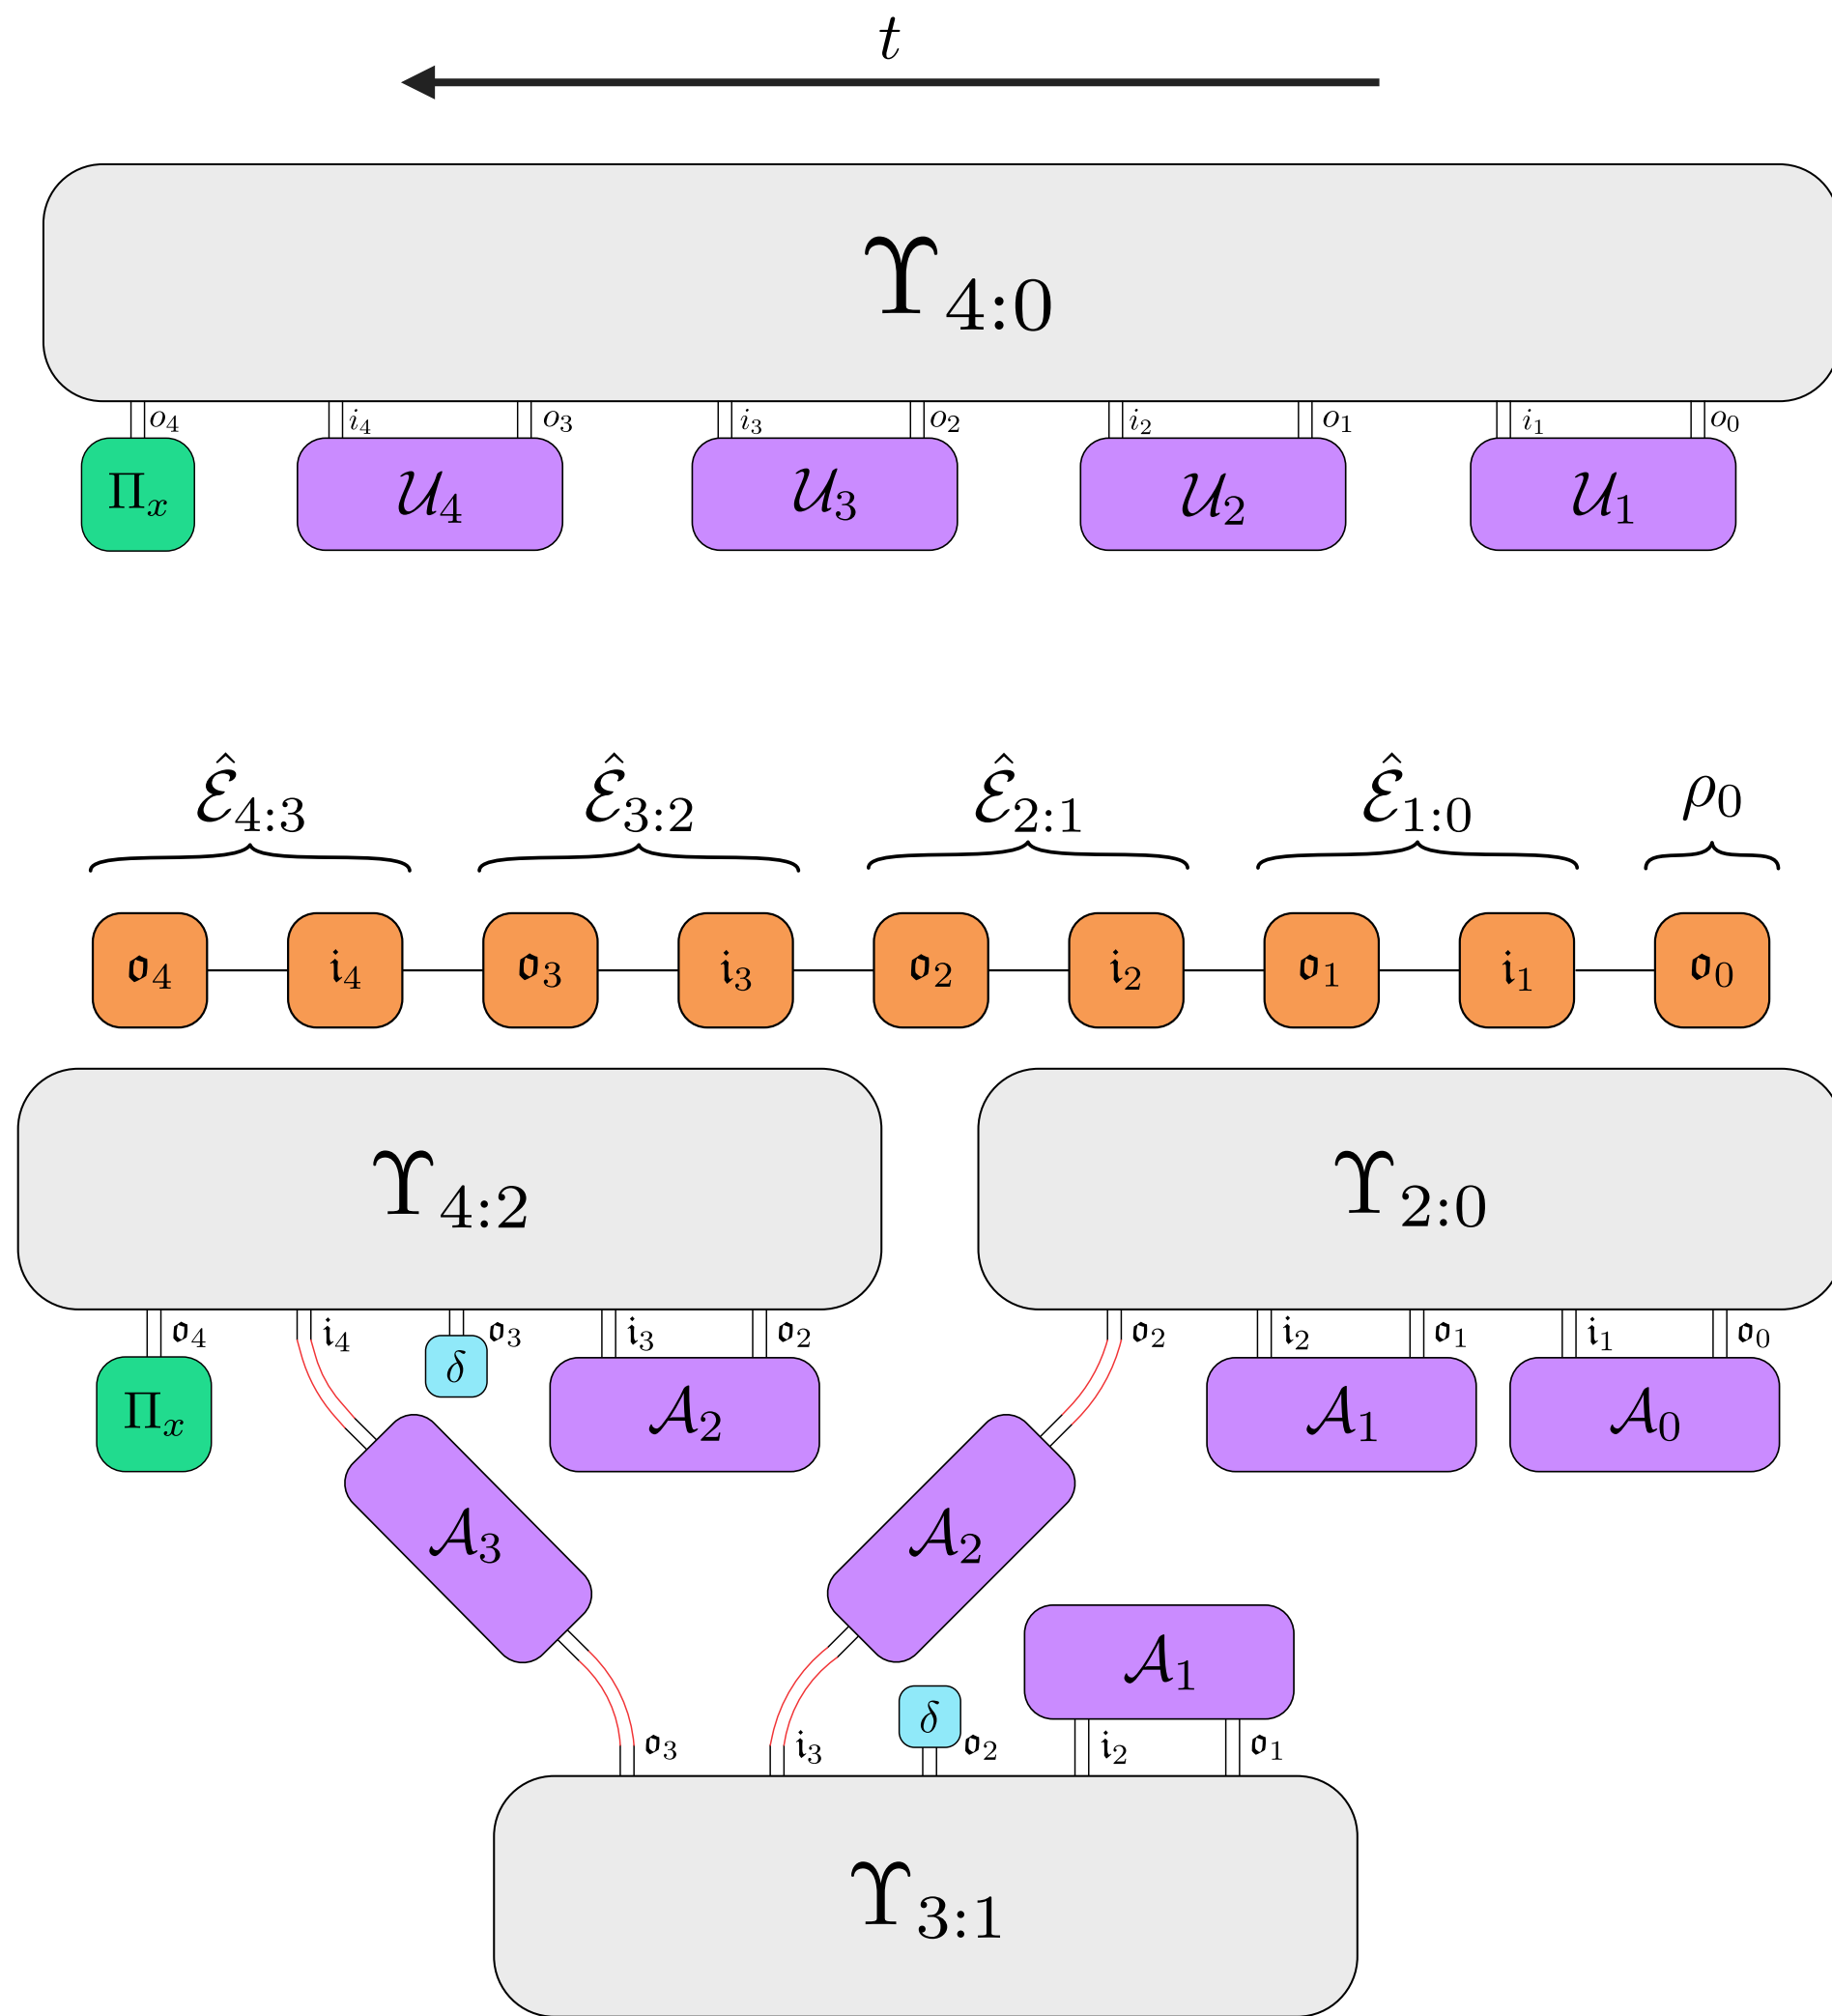 t
ϒ4:0
o4 i4 o3 i3 o2 i2 o1 i1 o0
Πx 𝒰4 𝒰3 𝒰2 𝒰1
ℰ̂4:3 ℰ̂3:2 ℰ̂2:1 ℰ̂1:0 ρ0
𝔬4 𝔦4 𝔬3 𝔦3 𝔬2 𝔦2 𝔬1 𝔦1 𝔬0
ϒ4:2 ϒ2:0
𝔬4 𝔦4 𝔬3 𝔦3 𝔬2 𝔬2 𝔦2 𝔬1 𝔦1 𝔬0
Πx δ 𝒜2 𝒜1 𝒜0
𝒜3 𝒜2
𝒜1
δ
𝔬3 𝔦3 𝔬2 𝔦2 𝔬1
ϒ3:1